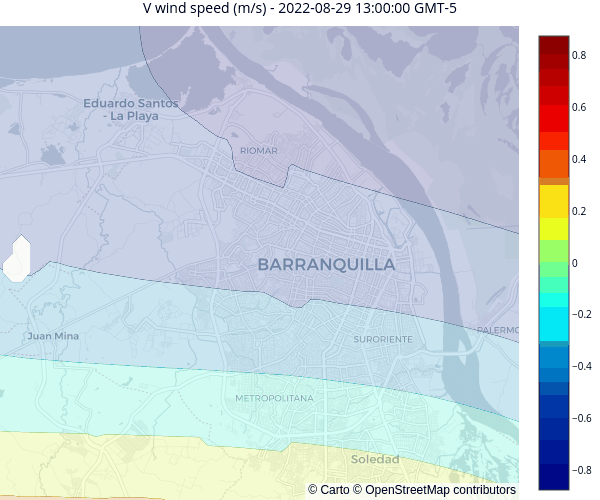 V wind speed (m/s) - 2022-08-29 13:00:00 GMT-5
Eduardo Santos
- La Playa
RIOMAR
BARRANQUILLA
Juan Mina
SURORIENTE
PALERMO
METROPOLITANA
Soledad
© Carto © OpenStreetMap contributors
0.8
0.6
0.4
0.2
0
−0.2
−0.4
−0.6
−0.8